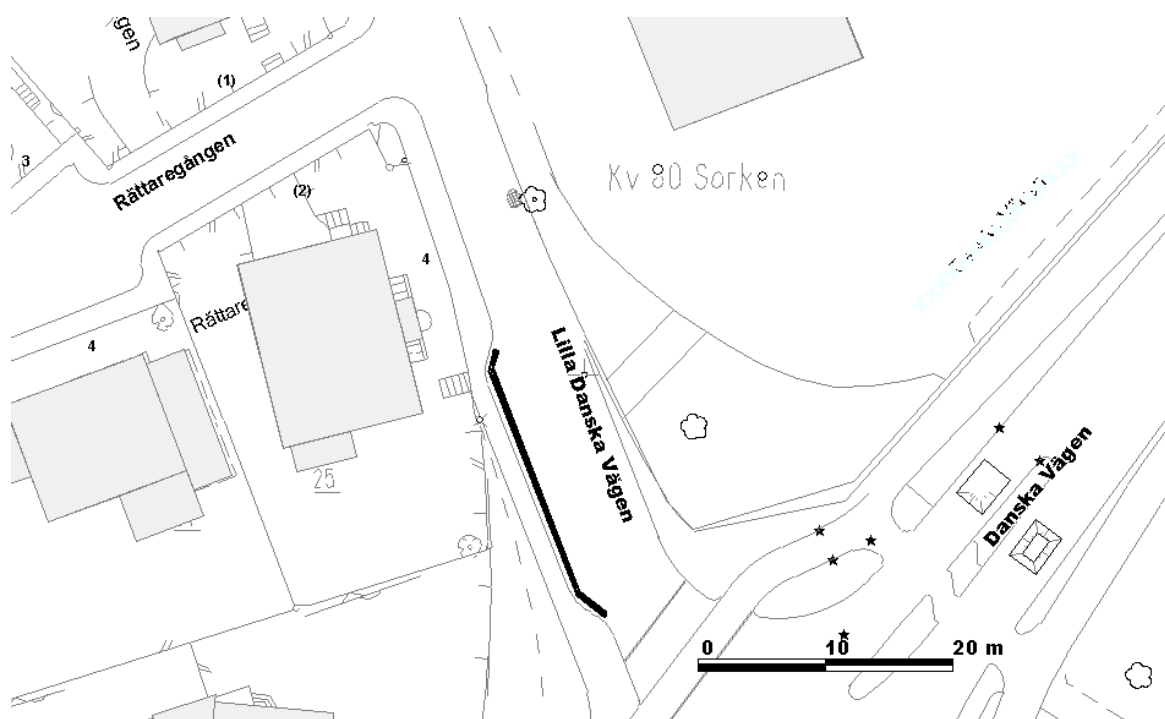 gen
(1)
3
Rättaregången
(2)
Kv 80 Sorken
4
Rättare
4
Lilla Danska Vägen
25
Danska Vägen
0 10 20 m